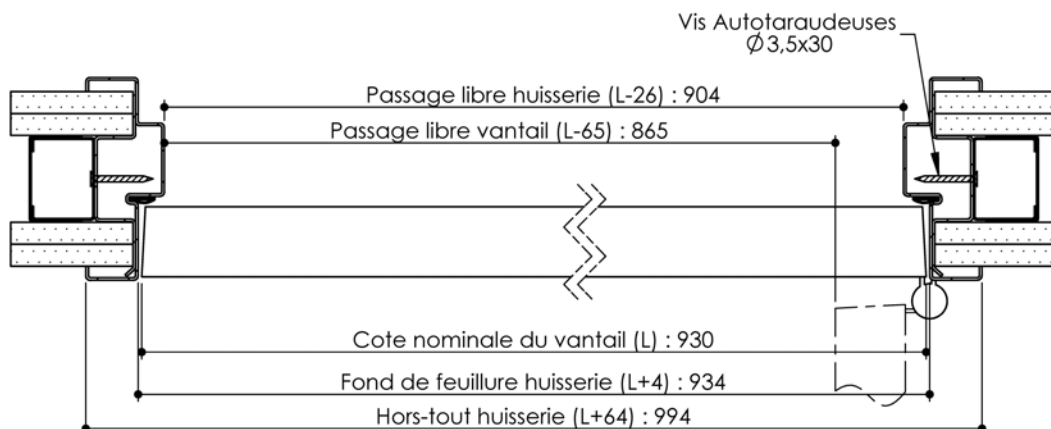 Vis Autotaraudeuses
Ø3,5x30
Passage libre huisserie (L-26) : 904
Passage libre vantail (L-65) : 865
Cote nominale du vantail (L) : 930
Fond de feuillure huisserie (L+4) : 934
Hors-tout huisserie (L+64) : 994